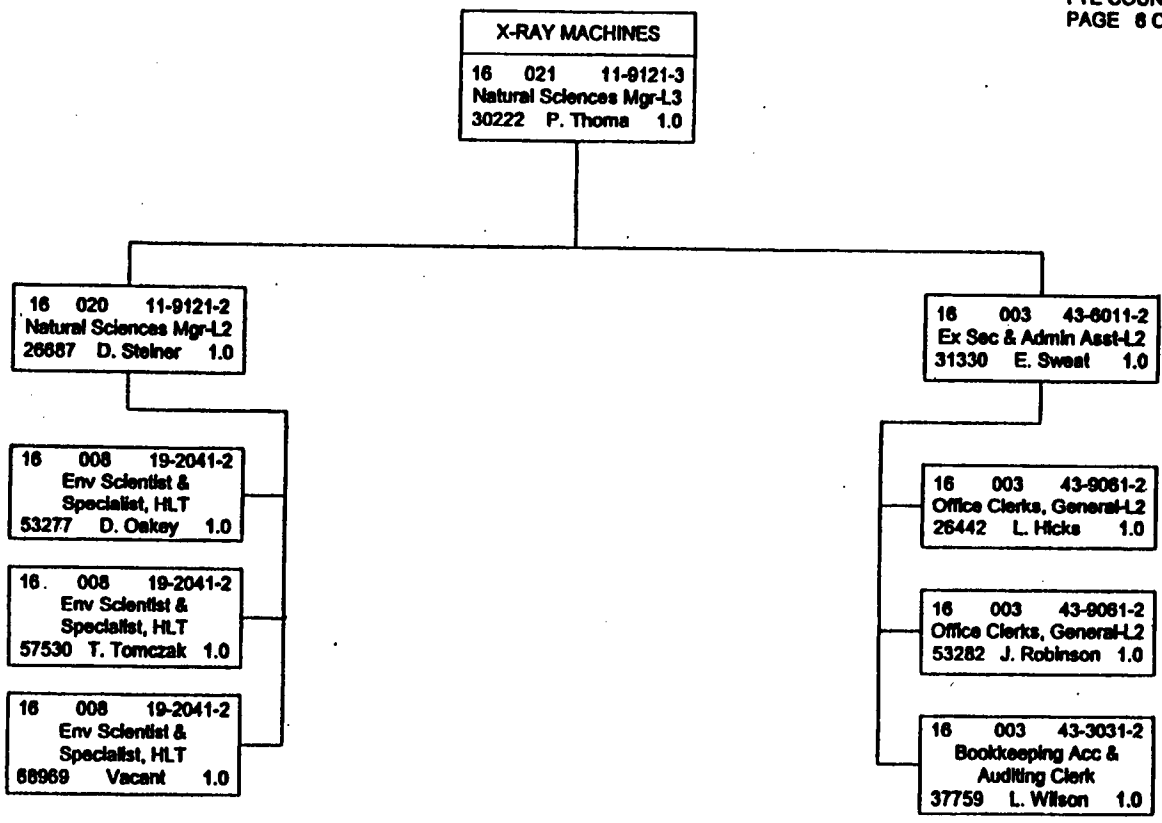 PAGE 6
X-RAY MACHINES
16 021 11-9121-3
Natural Sciences Mgr-L3
30222 P. Thoma 1.0
16 020 11-9121-2
Natural Sciences Mgr-L2
26687 D. Steiner 1.0
16 008 19-2041-2
Env Scientist &
Specialist, HLT
53277 D. Oakey 1.0
16 008 19-2041-2
Env Scientist &
Specialist, HLT
57530 T. Tomczak 1.0
16 008 19-2041-2
Env Scientist &
Specialist, HLT
68969 Vacant 1.0
16 003 43-6011-2
Ex Sec & Admin Asst-L2
31330 E. Sweat 1.0
16 003 43-9061-2
Office Clerks, General-L2
26442 L. Hicks 1.0
16 003 43-9061-2
Office Clerks, General-L2
53282 J. Robinson 1.0
16 003 43-3031-2
Bookkeeping Acc &
Auditing Clerk
37759 L. Wilson 1.0